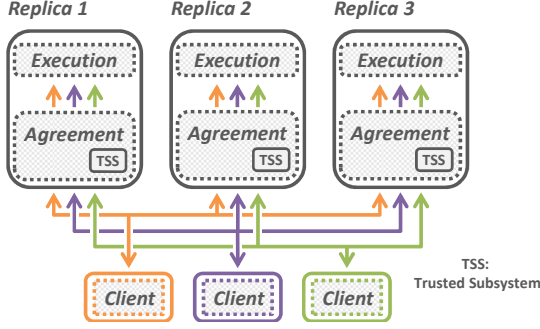 Replica 1 Replica 2 Replica 3
Execution Execution Execution
Agreement Agreement Agreement
TSS TSS TSS
TSS:
Trusted Subsystem
Client Client Client